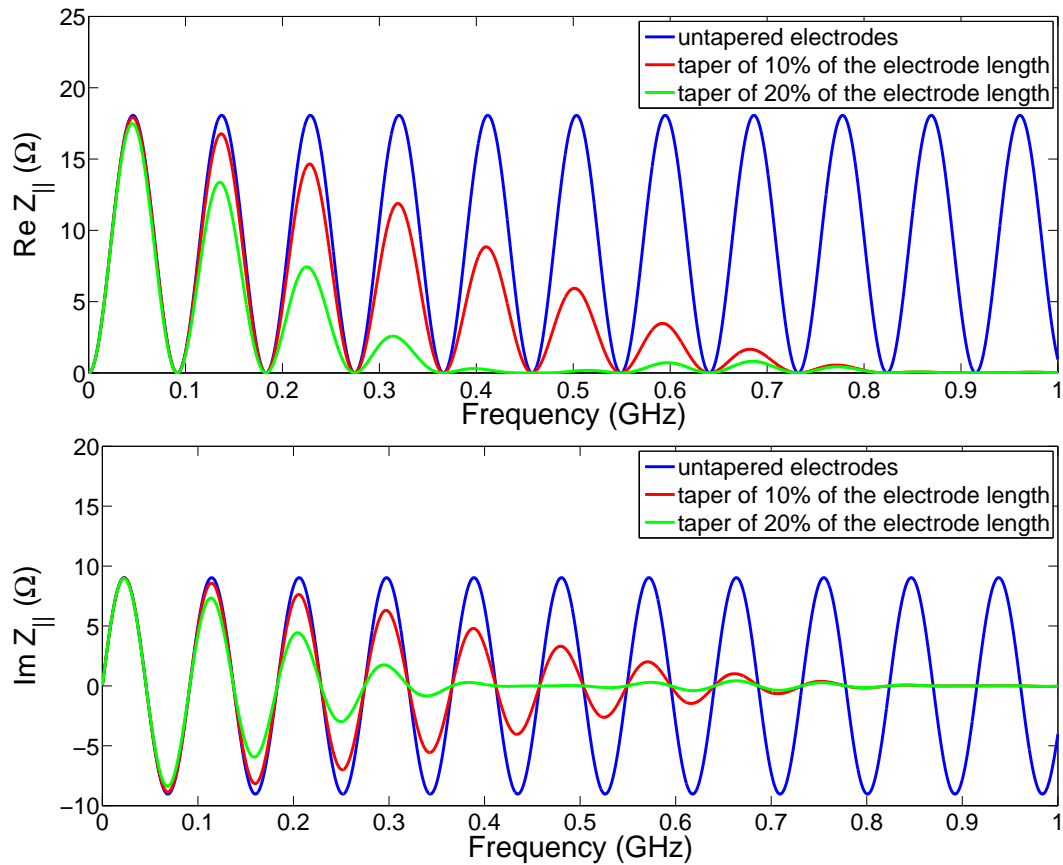 25
20
15
10
5
0
Re Z|| (Ω)
untapered electrodes
taper of 10% of the electrode length
taper of 20% of the electrode length
0 0.1 0.2 0.3 0.4 0.5 0.6 0.7 0.8 0.9 1
Frequency (GHz)
20
15
10
5
0
−5
−10
Im Z|| (Ω)
untapered electrodes
taper of 10% of the electrode length
taper of 20% of the electrode length
0 0.1 0.2 0.3 0.4 0.5 0.6 0.7 0.8 0.9 1
Frequency (GHz)